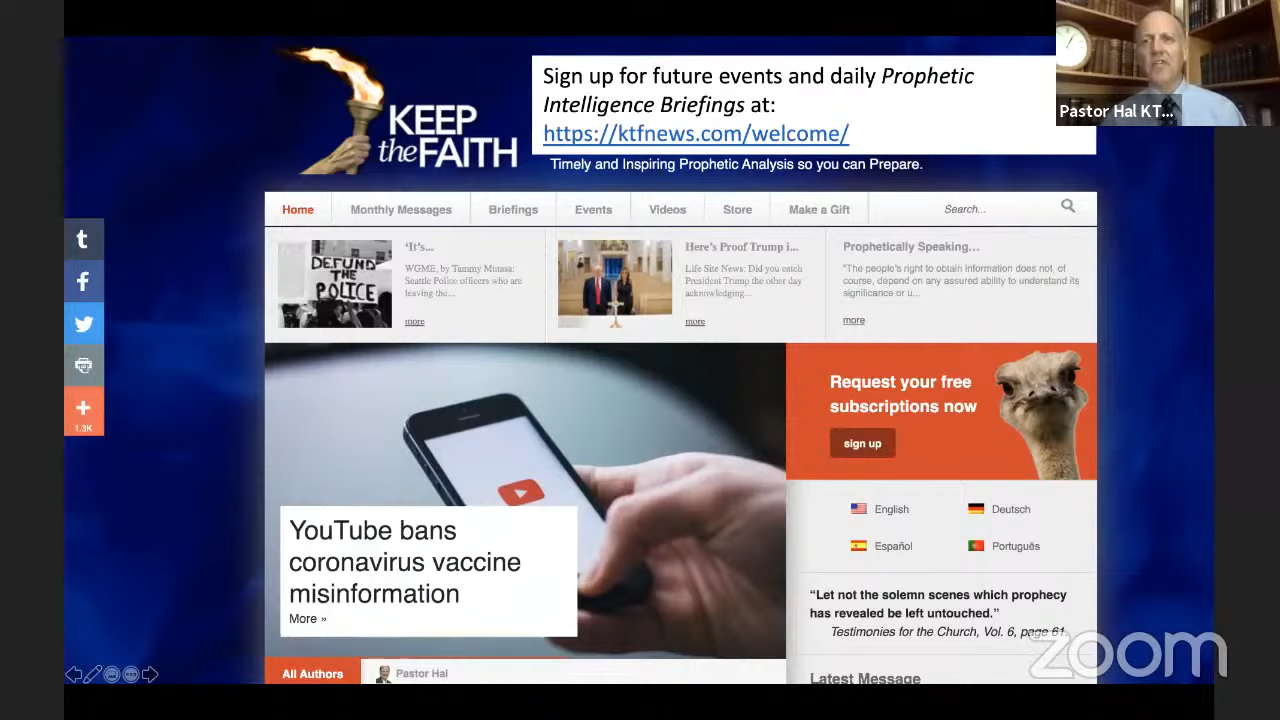 Sign up for future events and daily Prophetic
Intelligence Briefings at:
https://ktfnews.com/welcome/
Pastor Hal KT...
KEEP
the FAITH
Timely and Inspiring Prophetic Analysis so you can Prepare.
Home Monthly Messages Briefings Events Videos Store Make a Gift Search...
DEFUND
THE
POLICE
'It's...
WGME, by Tammy Mutasa:
Seattle Police officers who are
leaving the...
more
Here's Proof Trump i...
Life Site News: Did you catch
President Trump the other day
acknowledging...
more
Prophetically Speaking...
"The people's right to obtain information does not, of
course, depend on any assured ability to understand its
significance or u...
more
t
f
+
1.3K
Request your free
subscriptions now
sign up
YouTube bans
coronavirus vaccine
misinformation
More »
English Deutsch
Español Português
“Let not the solemn scenes which prophecy
has revealed be left untouched.”
Testimonies for the Church, Vol. 6, page 61.
All Authors Pastor Hal
Latest Message
zoom